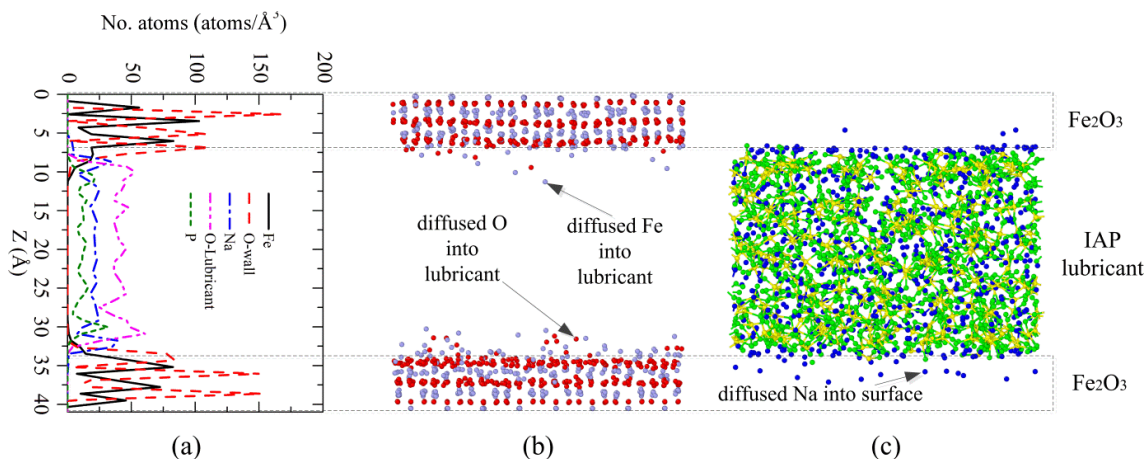 No. atoms (atoms/Å³)
0
50
100
150
200
0
5
10
15
20
25
30
35
40
Z (Å)
P
O-Lubricant
Na
O-wall
Fe
diffused O
into
lubricant
diffused Fe
into
lubricant
diffused Na into surface
Fe₂O₃
IAP
lubricant
Fe₂O₃
(a)
(b)
(c)